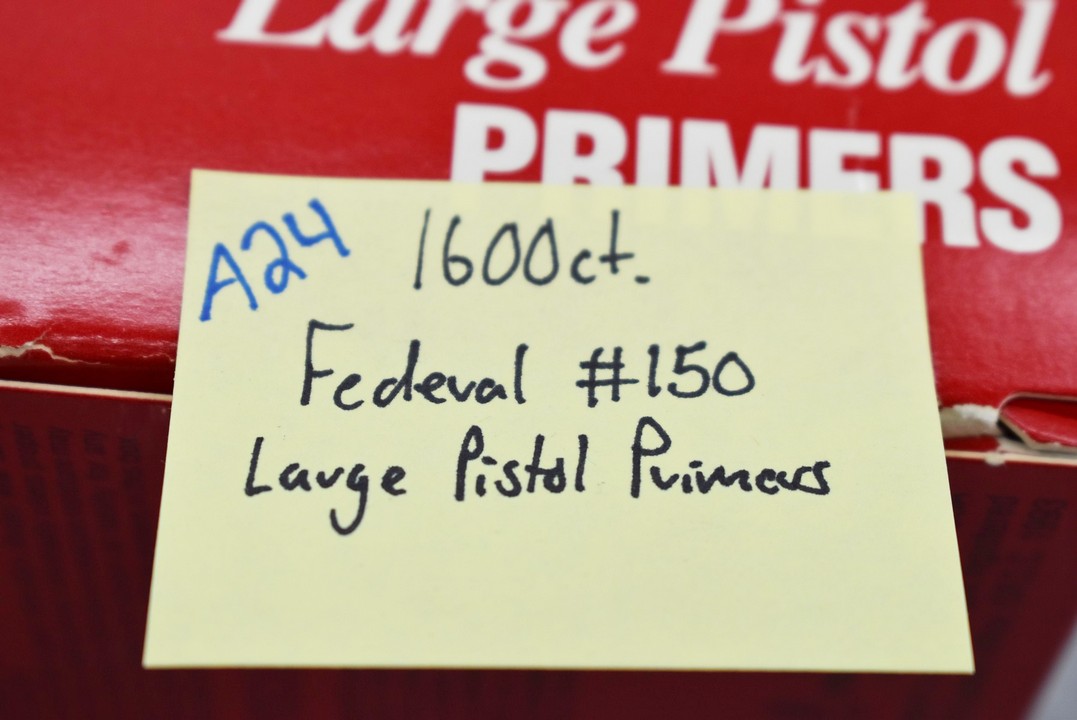 Large Pistol
PRIMERS
A24
1600ct.
Federal #150
Large Pistol Primers